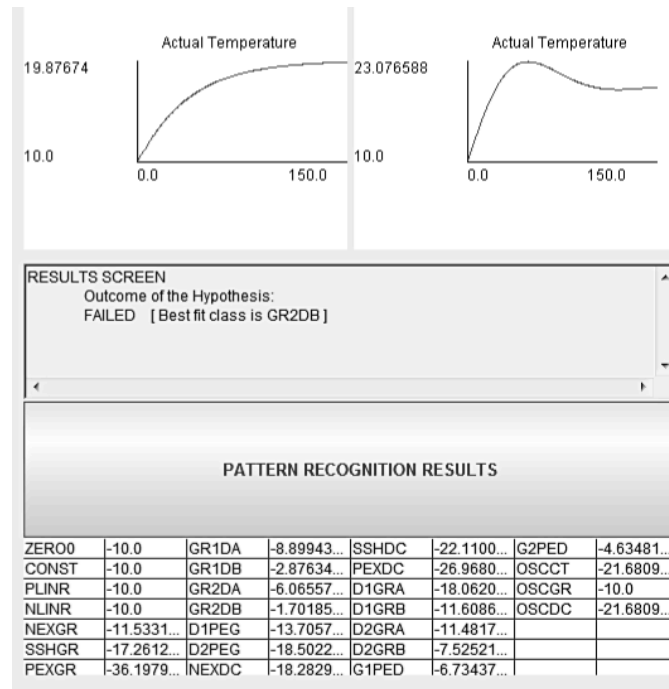 Actual Temperature
19.87674
10.0
0.0 150.0
Actual Temperature
23.076588
10.0
0.0 150.0
RESULTS SCREEN
Outcome of the Hypothesis:
FAILED [ Best fit class is GR2DB ]
PATTERN RECOGNITION RESULTS
ZERO0 -10.0 GR1DA -8.89943... SSHDC -22.1100... G2PED -4.63481...
CONST -10.0 GR1DB -2.87634... PEXDC -26.9680... OSCCT -21.6809...
PLINR -10.0 GR2DA -6.06557... D1GRA -18.0620... OSCGR -10.0
NLINR -10.0 GR2DB -1.70185... D1GRB -11.6086... OSCDC -21.6809...
NEXGR -11.5331... D1PEG -13.7057... D2GRA -11.4817...
SSHGR -17.2612... D2PEG -18.5022... D2GRB -7.52521...
PEXGR -36.1979... NEXDC -18.2829... G1PED -6.73437...